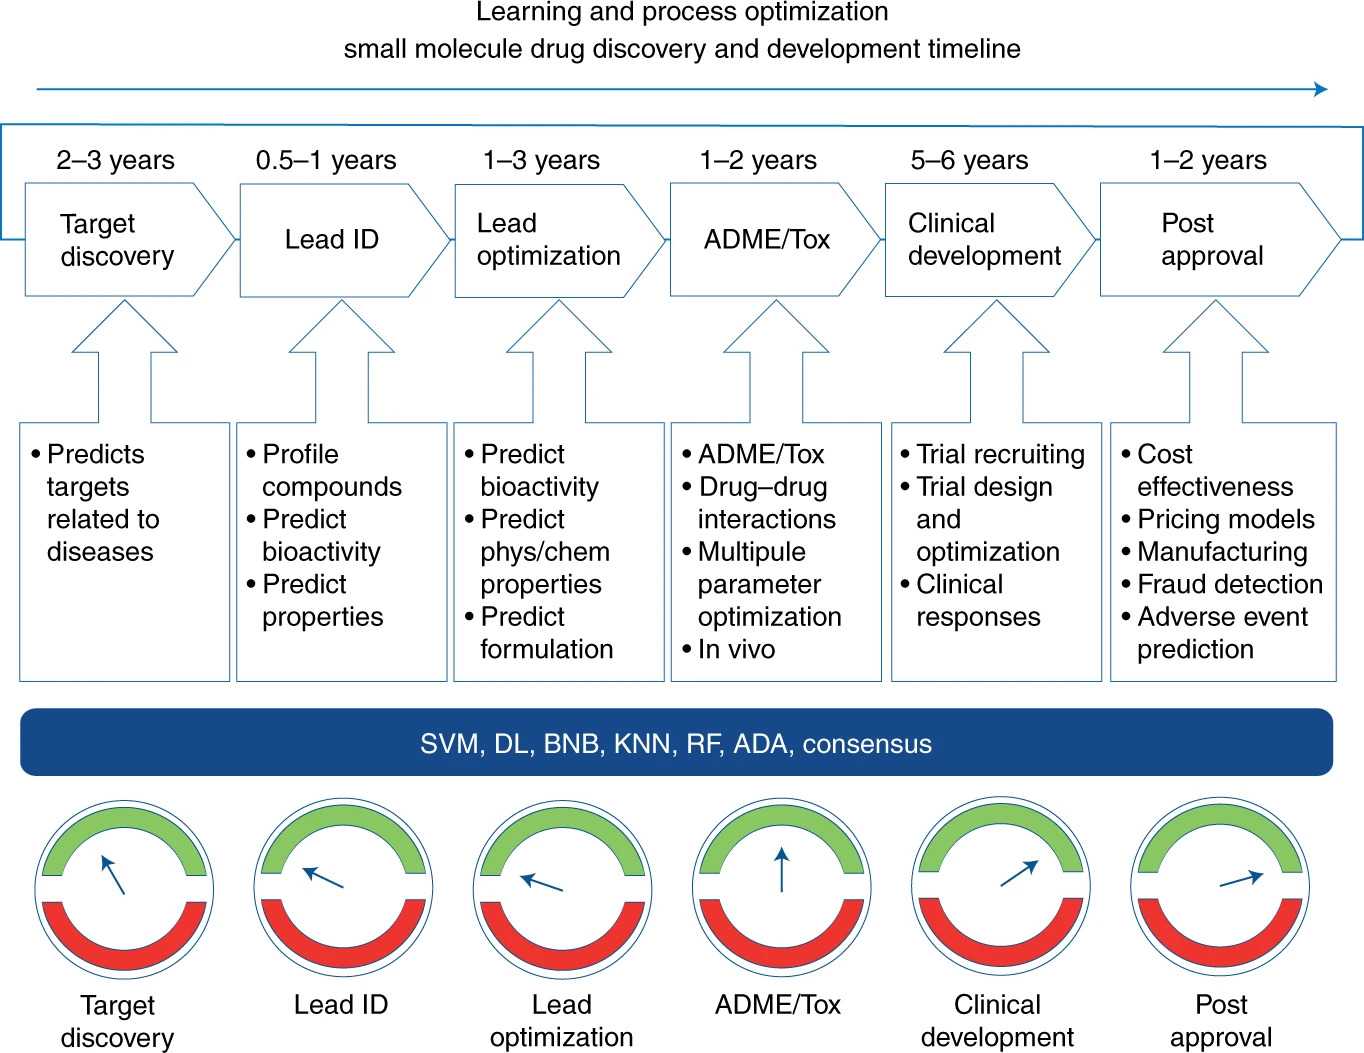 Learning and process optimization
small molecule drug discovery and development timeline
2–3 years
0.5–1 years
1–3 years
1–2 years
5–6 years
1–2 years
Target
discovery
Lead ID
Lead
optimization
ADME/Tox
Clinical
development
Post
approval
• Predicts
targets
related to
diseases
• Profile
compounds
• Predict
bioactivity
• Predict
properties
• Predict
bioactivity
• Predict
phys/chem
properties
• Predict
formulation
• ADME/Tox
• Drug–drug
interactions
• Multipule
parameter
optimization
• In vivo
• Trial recruiting
• Trial design
and
optimization
• Clinical
responses
• Cost
effectiveness
• Pricing models
• Manufacturing
• Fraud detection
• Adverse event
prediction
SVM, DL, BNB, KNN, RF, ADA, consensus
Target
discovery
Lead ID
Lead
optimization
ADME/Tox
Clinical
development
Post
approval